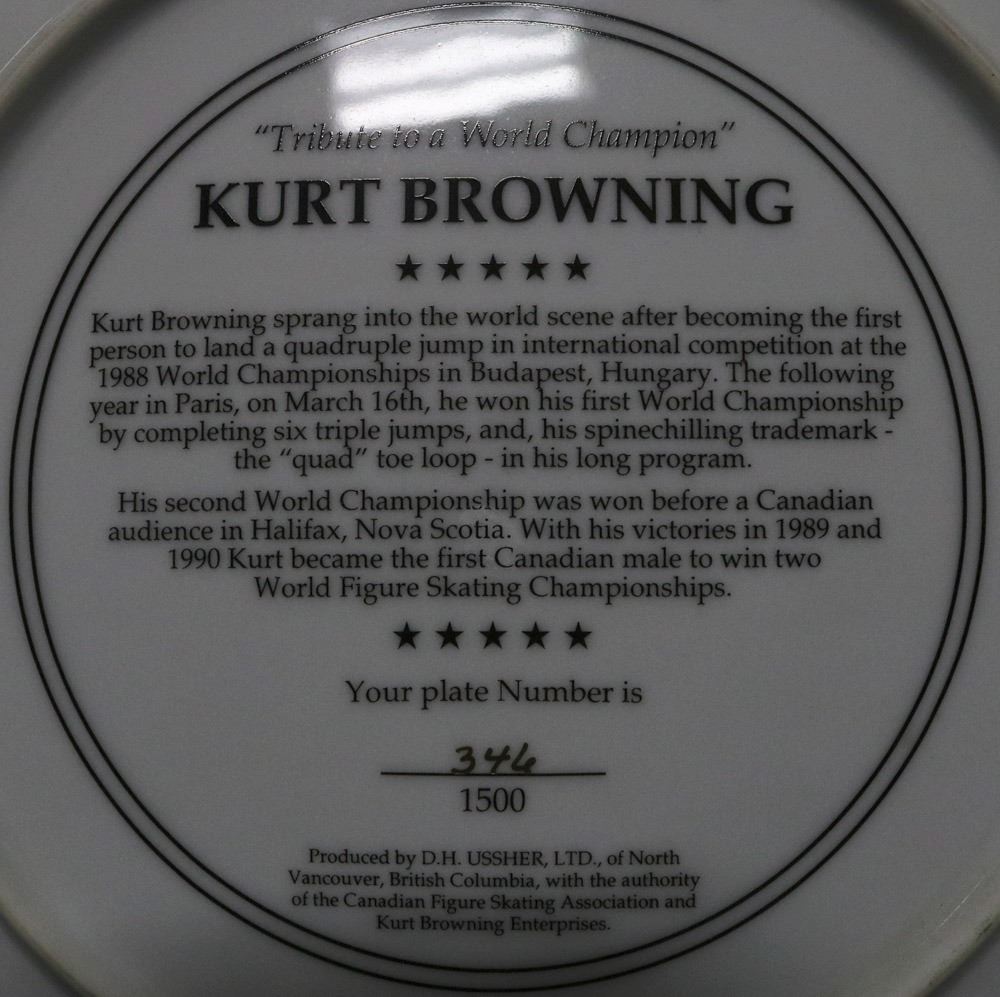 "Tribute to a World Champion"
KURT BROWNING
★ ★ ★ ★ ★
Kurt Browning sprang into the world scene after becoming the first
person to land a quadruple jump in international competition at the
1988 World Championships in Budapest, Hungary. The following
year in Paris, on March 16th, he won his first World Championship
by completing six triple jumps, and, his spinechilling trademark -
the "quad" toe loop - in his long program.
His second World Championship was won before a Canadian
audience in Halifax, Nova Scotia. With his victories in 1989 and
1990 Kurt became the first Canadian male to win two
World Figure Skating Championships.
★ ★ ★ ★ ★
Your plate Number is
346
1500
Produced by D.H. USSHER, LTD., of North
Vancouver, British Columbia, with the authority
of the Canadian Figure Skating Association and
Kurt Browning Enterprises.